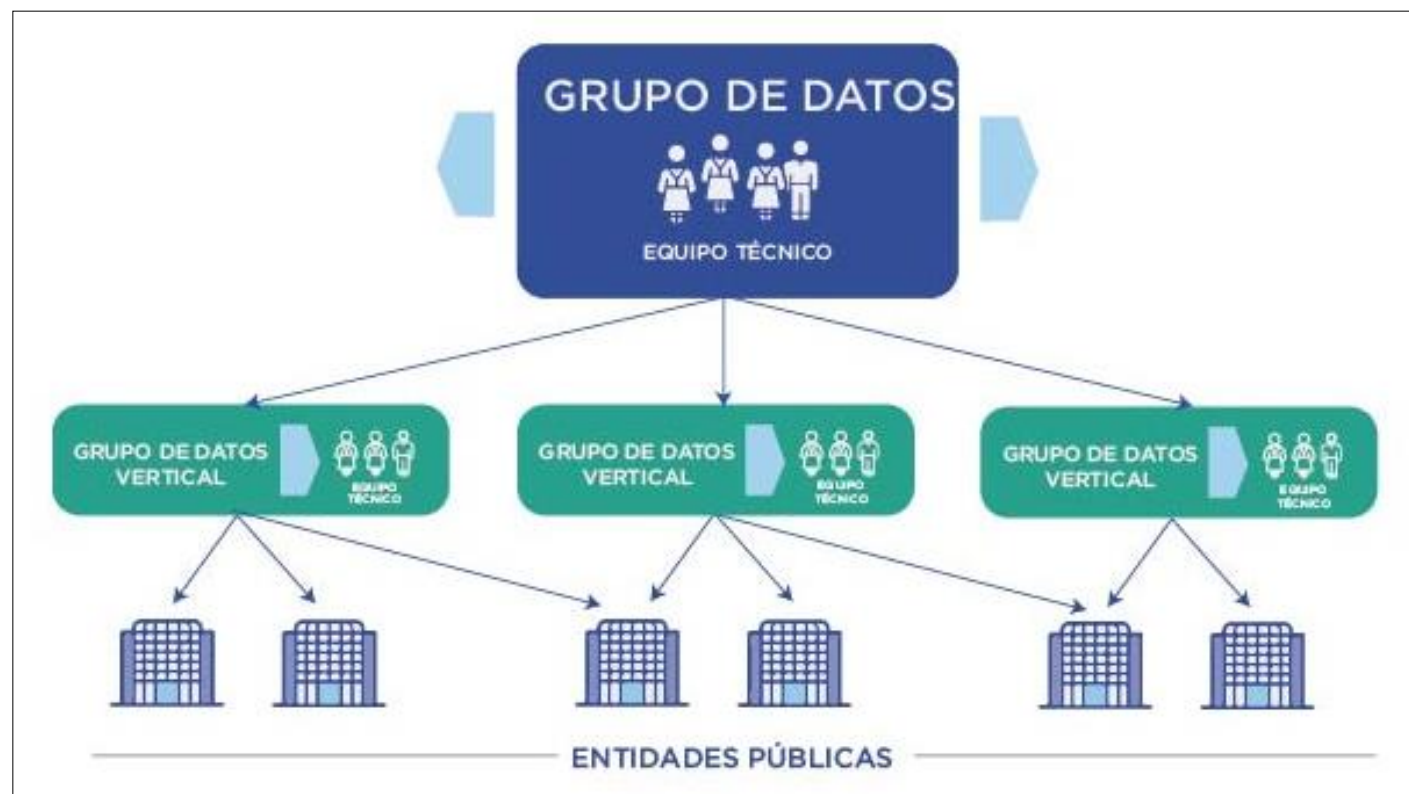 GRUPO DE DATOS
EQUIPO TÉCNICO
GRUPO DE DATOS
VERTICAL
EQUIPO
TÉCNICO
GRUPO DE DATOS
VERTICAL
EQUIPO
TÉCNICO
GRUPO DE DATOS
VERTICAL
EQUIPO
TÉCNICO
ENTIDADES PÚBLICAS